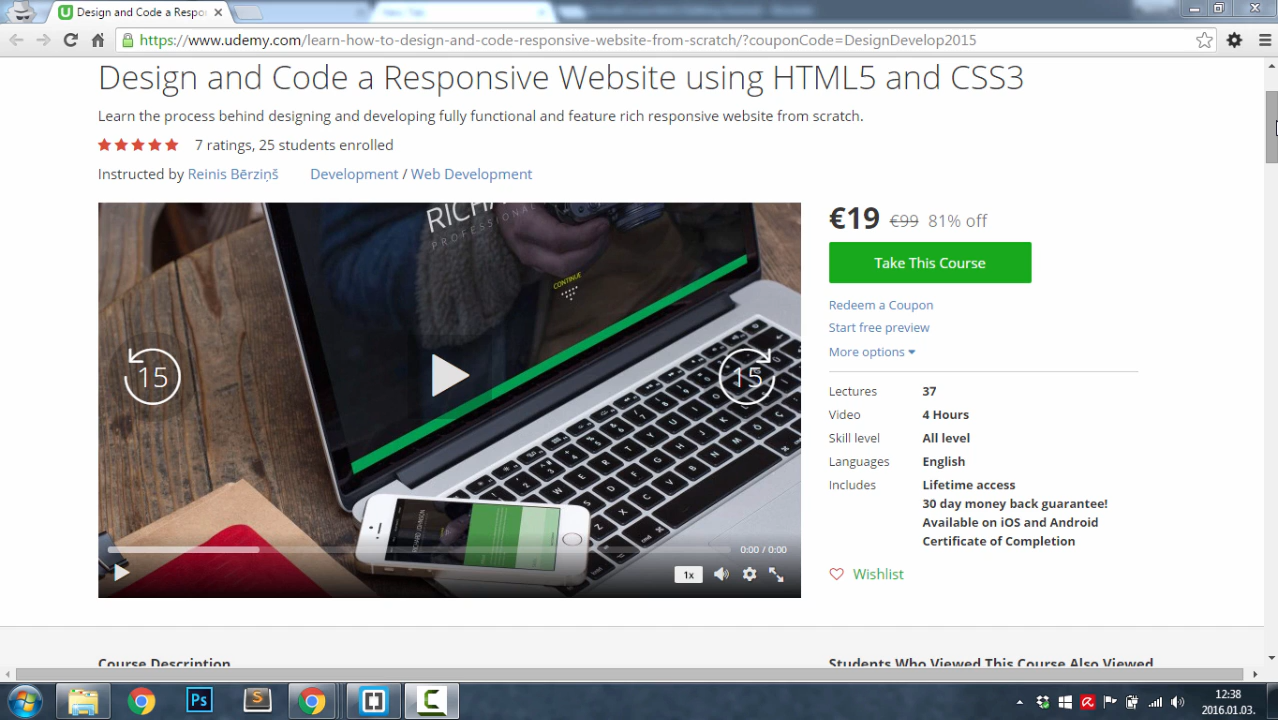 Design and Code a Respo
https://www.udemy.com/learn-how-to-design-and-code-responsive-website-from-scratch/?couponCode=DesignDevelop2015
Design and Code a Responsive Website using HTML5 and CSS3
Learn the process behind designing and developing fully functional and feature rich responsive website from scratch.
7 ratings, 25 students enrolled
Instructed by Reinis Bērziņš Development / Web Development
RICHA
PROFESSIONAL
CONTINUE
15
15
0:00 / 0:00
1x
€19 €99 81% off
Take This Course
Redeem a Coupon
Start free preview
More options
Lectures 37
Video 4 Hours
Skill level All level
Languages English
Includes Lifetime access
30 day money back guarantee!
Available on iOS and Android
Certificate of Completion
Wishlist
Course Description
Students Who Viewed This Course Also Viewed
Ps
S
C
12:38
2016.01.03.